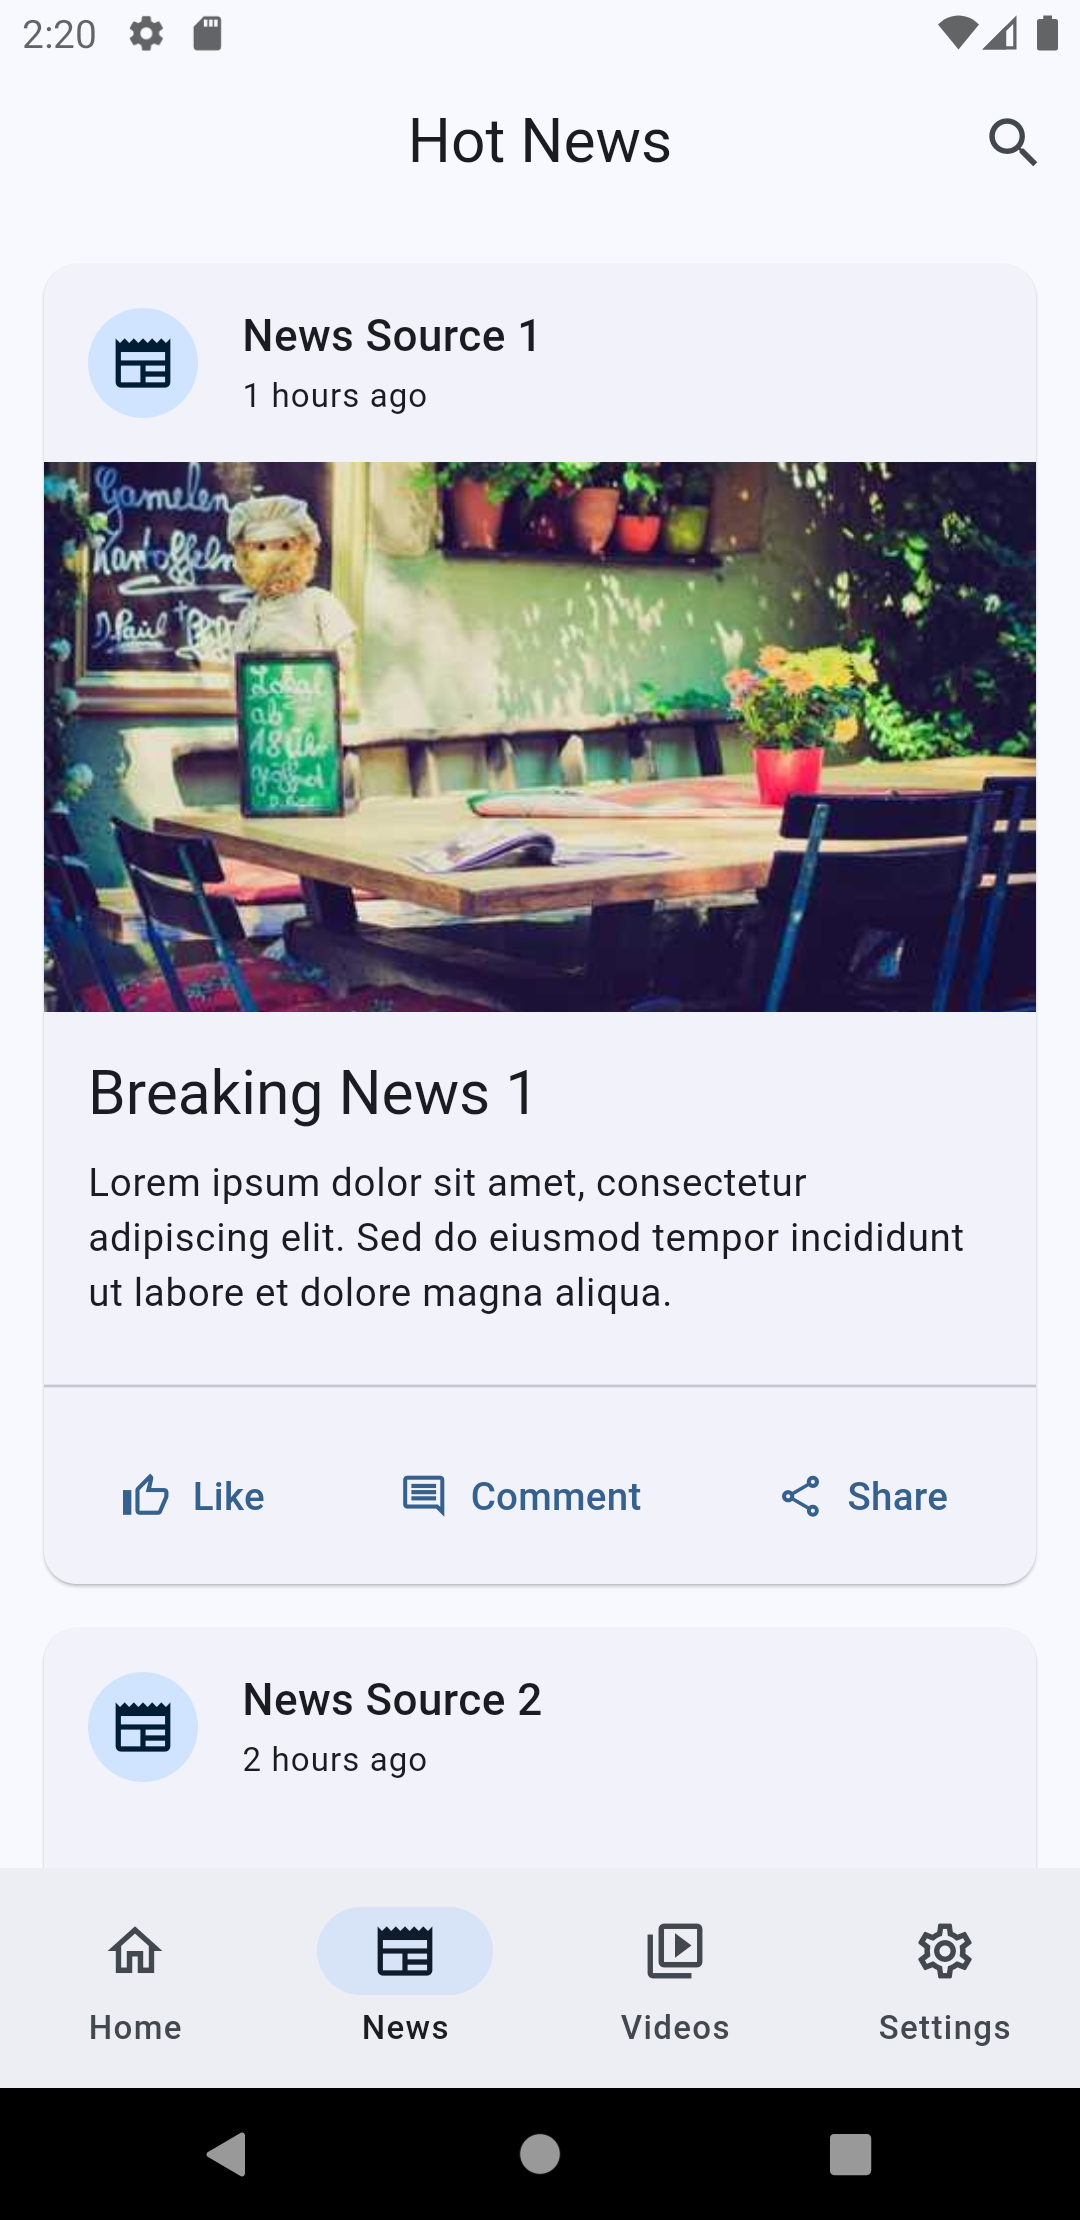 2:20
Hot News
News Source 1
1 hours ago
Gamelen
Kartoffeln
Lokal
ab
18 Uhr
geöffnet
Breaking News 1
Lorem ipsum dolor sit amet, consectetur
adipiscing elit. Sed do eiusmod tempor incididunt
ut labore et dolore magna aliqua.
Like
Comment
Share
News Source 2
2 hours ago
Home
News
Videos
Settings